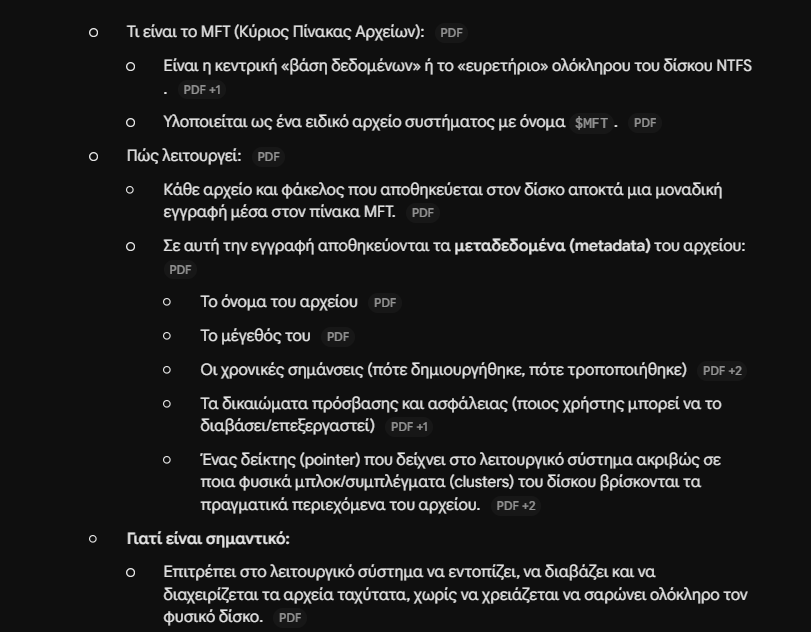 Τι είναι το MFT (Κύριος Πίνακας Αρχείων): PDF
Είναι η κεντρική «βάση δεδομένων» ή το «ευρετήριο» ολόκληρου του δίσκου NTFS
. PDF +1
Υλοποιείται ως ένα ειδικό αρχείο συστήματος με όνομα $MFT . PDF
Πώς λειτουργεί: PDF
Κάθε αρχείο και φάκελος που αποθηκεύεται στον δίσκο αποκτά μια μοναδική
εγγραφή μέσα στον πίνακα MFT. PDF
Σε αυτή την εγγραφή αποθηκεύονται τα μεταδεδομένα (metadata) του αρχείου:
PDF
Το όνομα του αρχείου PDF
Το μέγεθός του PDF
Οι χρονικές σημάνσεις (πότε δημιουργήθηκε, πότε τροποποιήθηκε) PDF +2
Τα δικαιώματα πρόσβασης και ασφάλειας (ποιος χρήστης μπορεί να το
διαβάσει/επεξεργαστεί) PDF +1
Ένας δείκτης (pointer) που δείχνει στο λειτουργικό σύστημα ακριβώς σε
ποια φυσικά μπλοκ/συμπλέγματα (clusters) του δίσκου βρίσκονται τα
πραγματικά περιεχόμενα του αρχείου. PDF +2
Γιατί είναι σημαντικό:
Επιτρέπει στο λειτουργικό σύστημα να εντοπίζει, να διαβάζει και να
διαχειρίζεται τα αρχεία ταχύτατα, χωρίς να χρειάζεται να σαρώνει ολόκληρο τον
φυσικό δίσκο. PDF